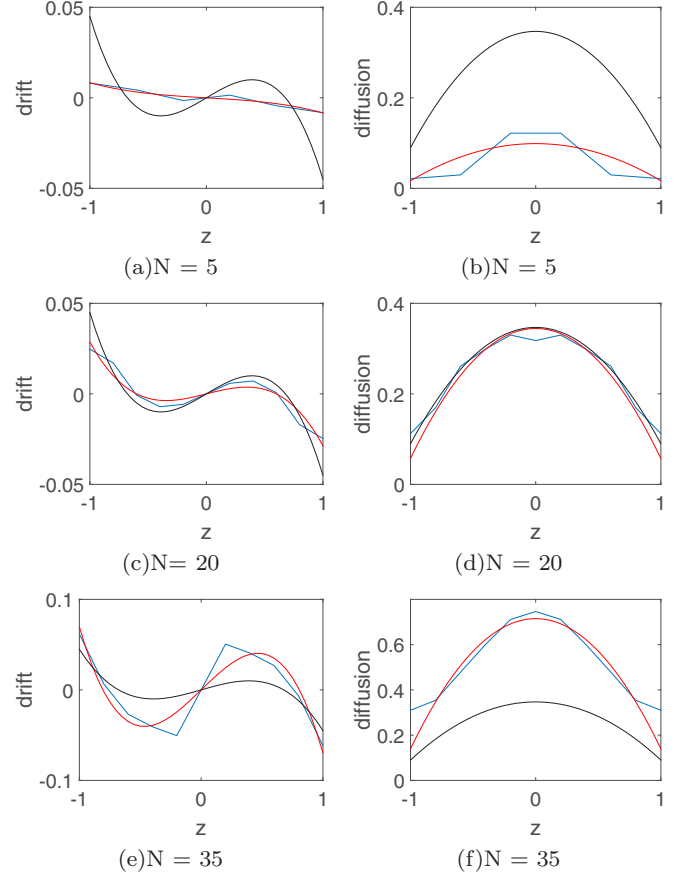 0.05
0
-0.05
drift
-1 0 1
z
(a)N = 5
0.4
0.2
0
diffusion
-1 0 1
z
(b)N = 5
0.05
0
-0.05
drift
-1 0 1
z
(c)N= 20
0.4
0.2
0
diffusion
-1 0 1
z
(d)N = 20
0.1
0
-0.1
drift
-1 0 1
z
(e)N = 35
0.6
0.4
0.2
0
diffusion
-1 0 1
z
(f)N = 35